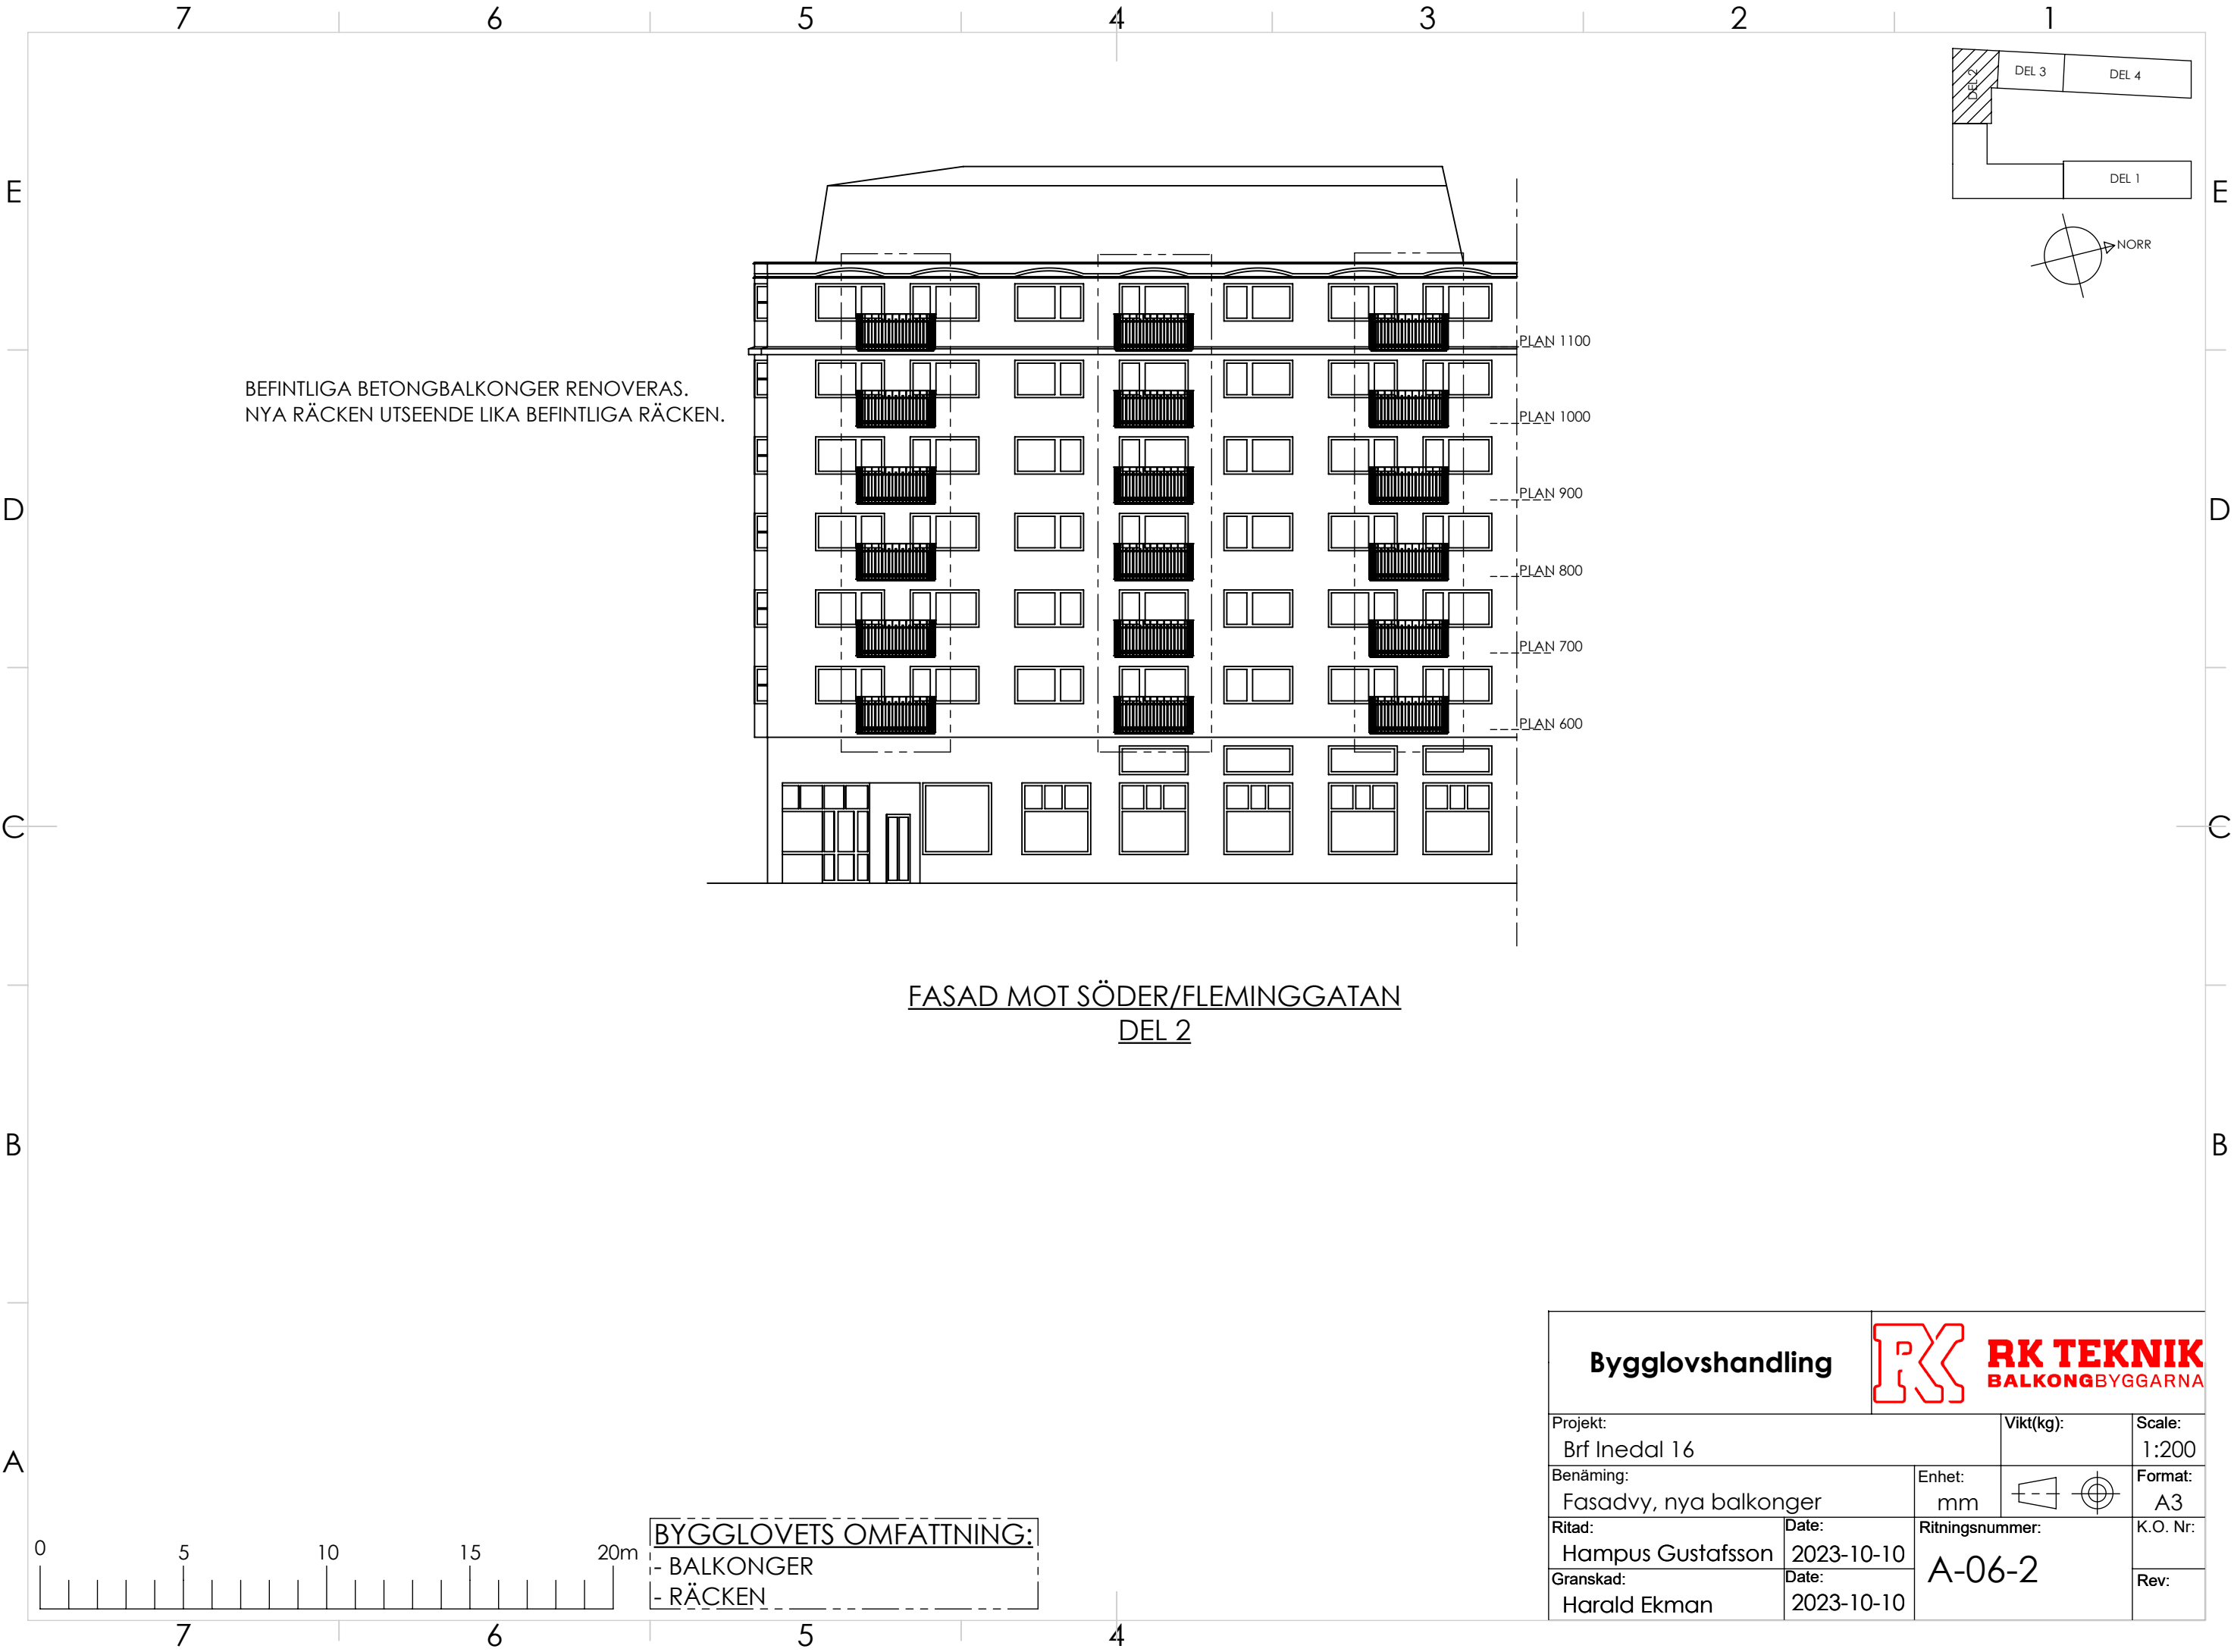 7 6 5 4 3 2 1
DEL 2
DEL 3
DEL 4
DEL 1
NORR
E E
PLAN 1100
BEFINTLIGA BETONGBALKONGER RENOVERAS.
NYA RÄCKEN UTSEENDE LIKA BEFINTLIGA RÄCKEN.
PLAN 1000
PLAN 900
D D
PLAN 800
PLAN 700
PLAN 600
C C
FASAD MOT SÖDER/FLEMINGGATAN
DEL 2
B B
A
Bygglovshandling
RK
RK TEKNIK
BALKONGBYGGARNA
Projekt:
Brf Inedal 16
Vikt(kg):
Scale:
1:200
Benäming:
Fasadvy, nya balkonger
Enhet:
mm
Format:
A3
Ritad:
Hampus Gustafsson
Date:
2023-10-10
Ritningsnummer:
A-06-2
K.O. Nr:
Granskad:
Harald Ekman
Date:
2023-10-10
Rev:
0 5 10 15 20m
BYGGLOVETS OMFATTNING:
- BALKONGER
- RÄCKEN
7 6 5 4